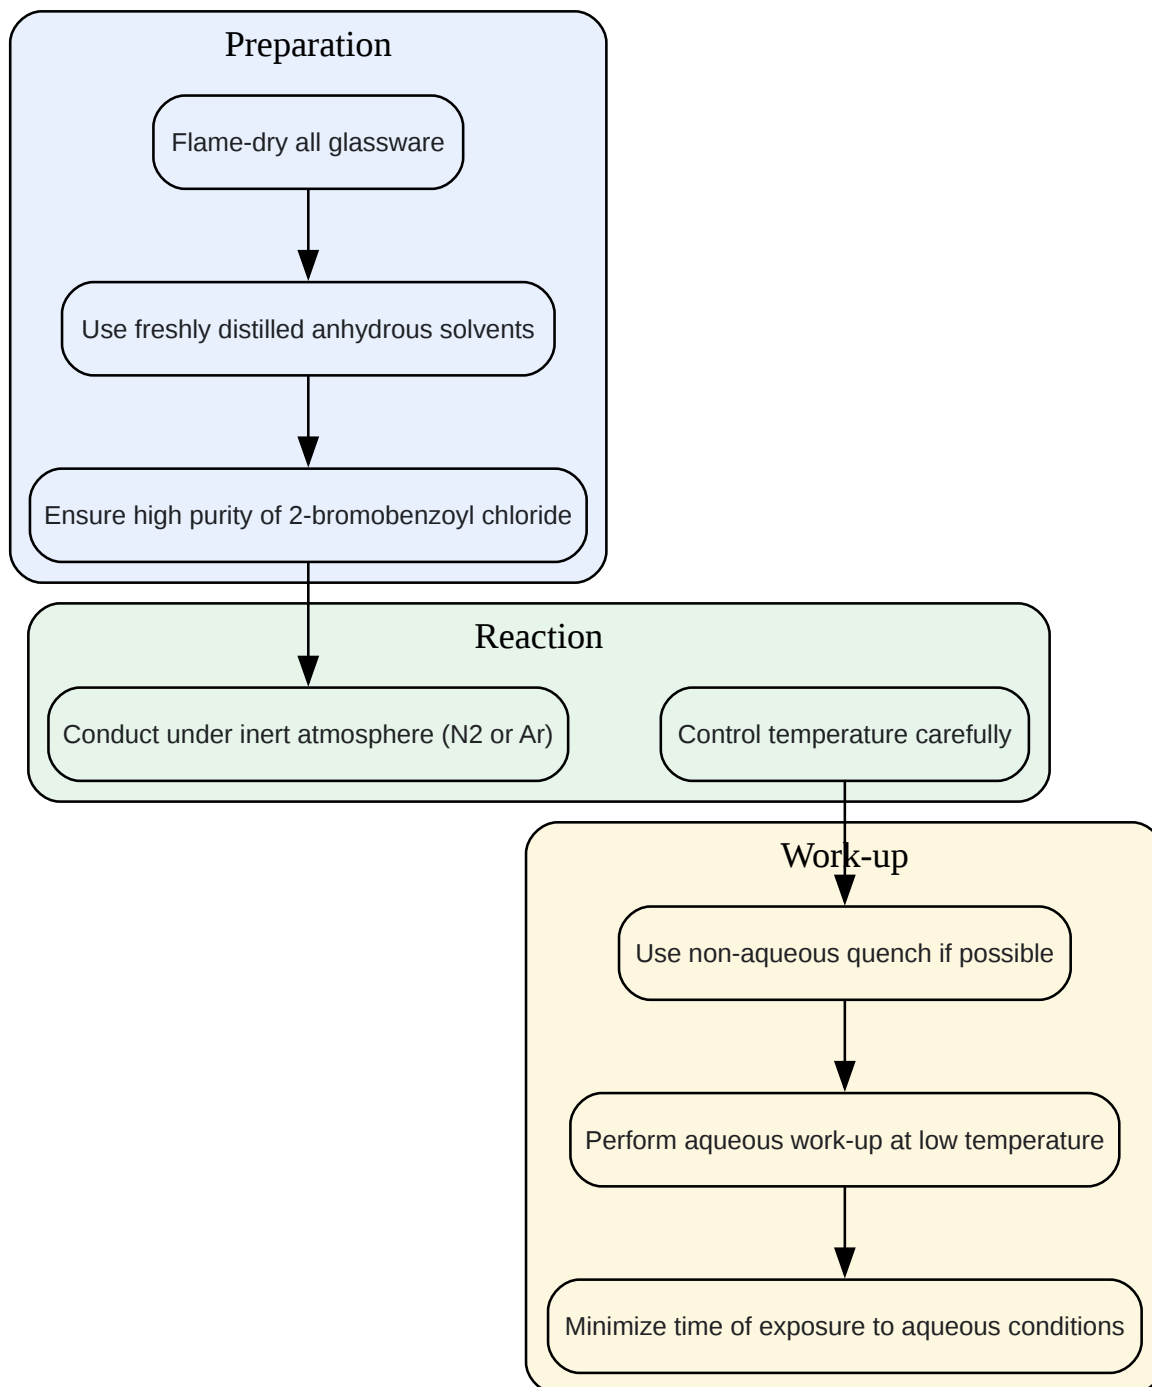 Preparation
Flame-dry all glassware
Use freshly distilled anhydrous solvents
Ensure high purity of 2-bromobenzoyl chloride
Reaction
Conduct under inert atmosphere (N2 or Ar)
Control temperature carefully
Work-up
Use non-aqueous quench if possible
Perform aqueous work-up at low temperature
Minimize time of exposure to aqueous conditions